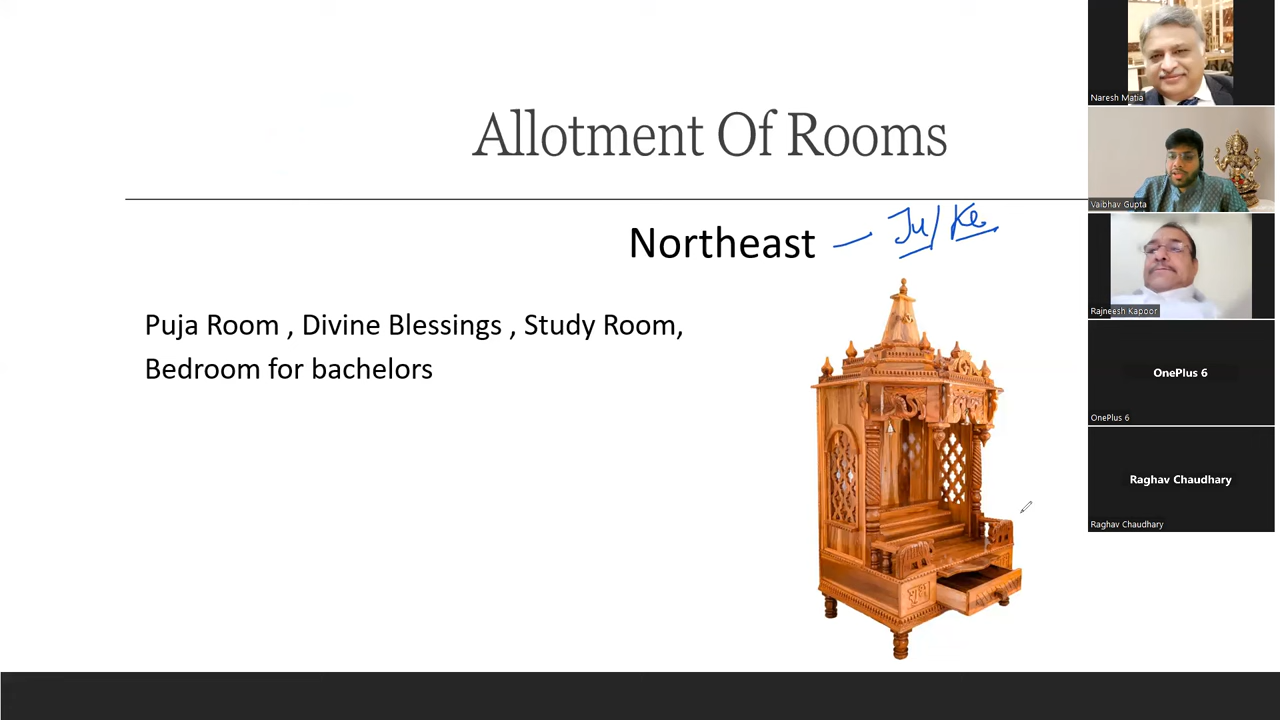 Allotment Of Rooms
Northeast — Ju/Ke
Puja Room , Divine Blessings , Study Room,
Bedroom for bachelors
Naresh Matia
Vaibhav Gupta
Rajneesh Kapoor
OnePlus 6
OnePlus 6
Raghav Chaudhary
Raghav Chaudhary